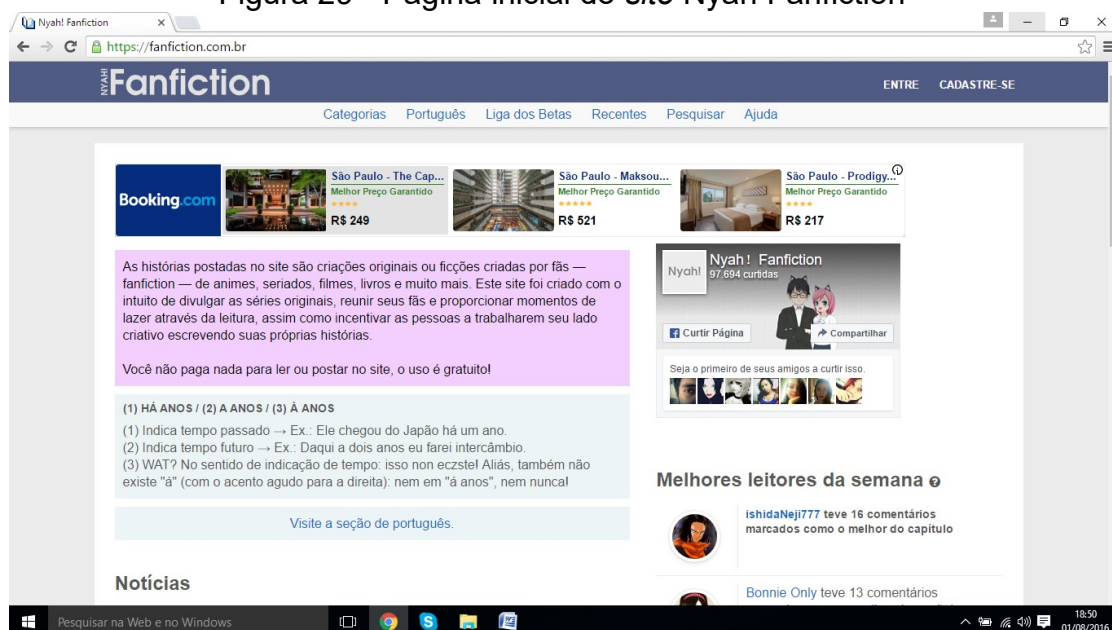 Figura 29 - Página inicial do site Nyah! Fanfiction
Nyah! Fanfiction
https://fanfiction.com.br
NYAH!
Fanfiction
ENTRE CADASTRE-SE
Categorias Português Liga dos Betas Recentes Pesquisar Ajuda
Booking.com
São Paulo - The Cap...
Melhor Preço Garantido
R$ 249
São Paulo - Maksou...
Melhor Preço Garantido
R$ 521
São Paulo - Prodigy...
Melhor Preço Garantido
R$ 217
As histórias postadas no site são criações originais ou ficções criadas por fãs —
fanfiction — de animes, seriados, filmes, livros e muito mais. Este site foi criado com o
intuito de divulgar as séries originais, reunir seus fãs e proporcionar momentos de
lazer através da leitura, assim como incentivar as pessoas a trabalharem seu lado
criativo escrevendo suas próprias histórias.
Você não paga nada para ler ou postar no site, o uso é gratuito!
(1) HÁ ANOS / (2) A ANOS / (3) À ANOS
(1) Indica tempo passado → Ex.: Ele chegou do Japão há um ano.
(2) Indica tempo futuro → Ex.: Daqui a dois anos eu farei intercâmbio.
(3) WAT? No sentido de indicação de tempo: isso non eczste! Aliás, também não
existe "á" (com o acento agudo para a direita): nem em "á anos", nem nunca!
Visite a seção de português.
Notícias
Nyah!
Nyah! Fanfiction
97.694 curtidas
Curtir Página
Compartilhar
Seja o primeiro de seus amigos a curtir isso.
Melhores leitores da semana
ishidaNeji777 teve 16 comentários
marcados como o melhor do capítulo
Bonnie Only teve 13 comentários
Pesquisar na Web e no Windows
18:50
01/08/2016